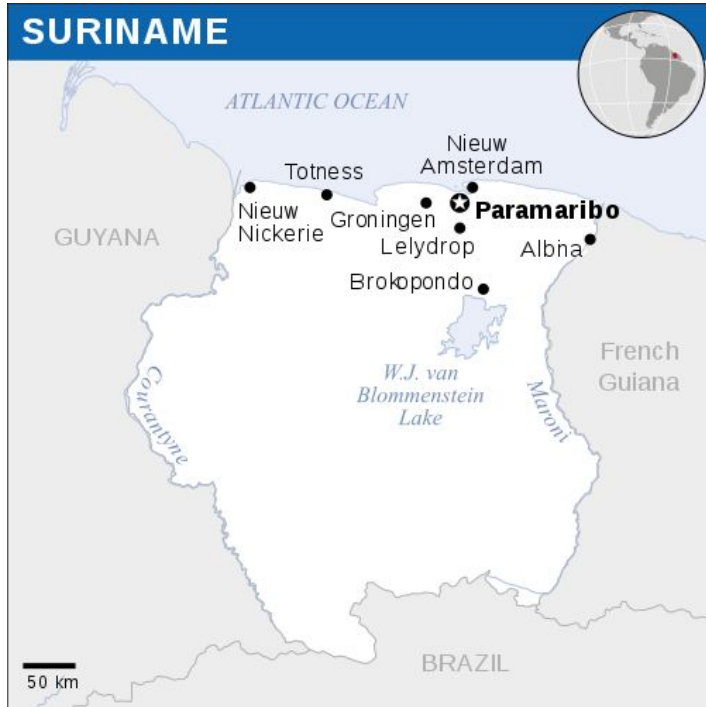 SURINAME
ATLANTIC OCEAN
Nieuw
Amsterdam
Totness
Paramaribo
Nieuw
Nickerie
Groningen
GUYANA
Lelydrop
Albina
Brokopondo
French
Guiana
W.J. van
Blommenstein
Lake
Courantyne
Maroni
BRAZIL
50 km